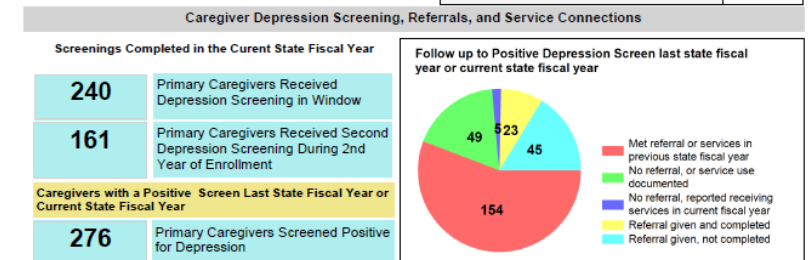 Caregiver Depression Screening, Referrals, and Service Connections
Screenings Completed in the Curent State Fiscal Year
240
Primary Caregivers Received
Depression Screening in Window
161
Primary Caregivers Received Second
Depression Screening During 2nd
Year of Enrollment
Caregivers with a Positive Screen Last State Fiscal Year or
Current State Fiscal Year
276
Primary Caregivers Screened Positive
for Depression
Follow up to Positive Depression Screen last state fiscal
year or current state fiscal year
49
5
23
45
154
Met referral or services in
previous state fiscal year
No referral, or service use
documented
No referral, reported receiving
services in current fiscal year
Referral given and completed
Referral given, not completed